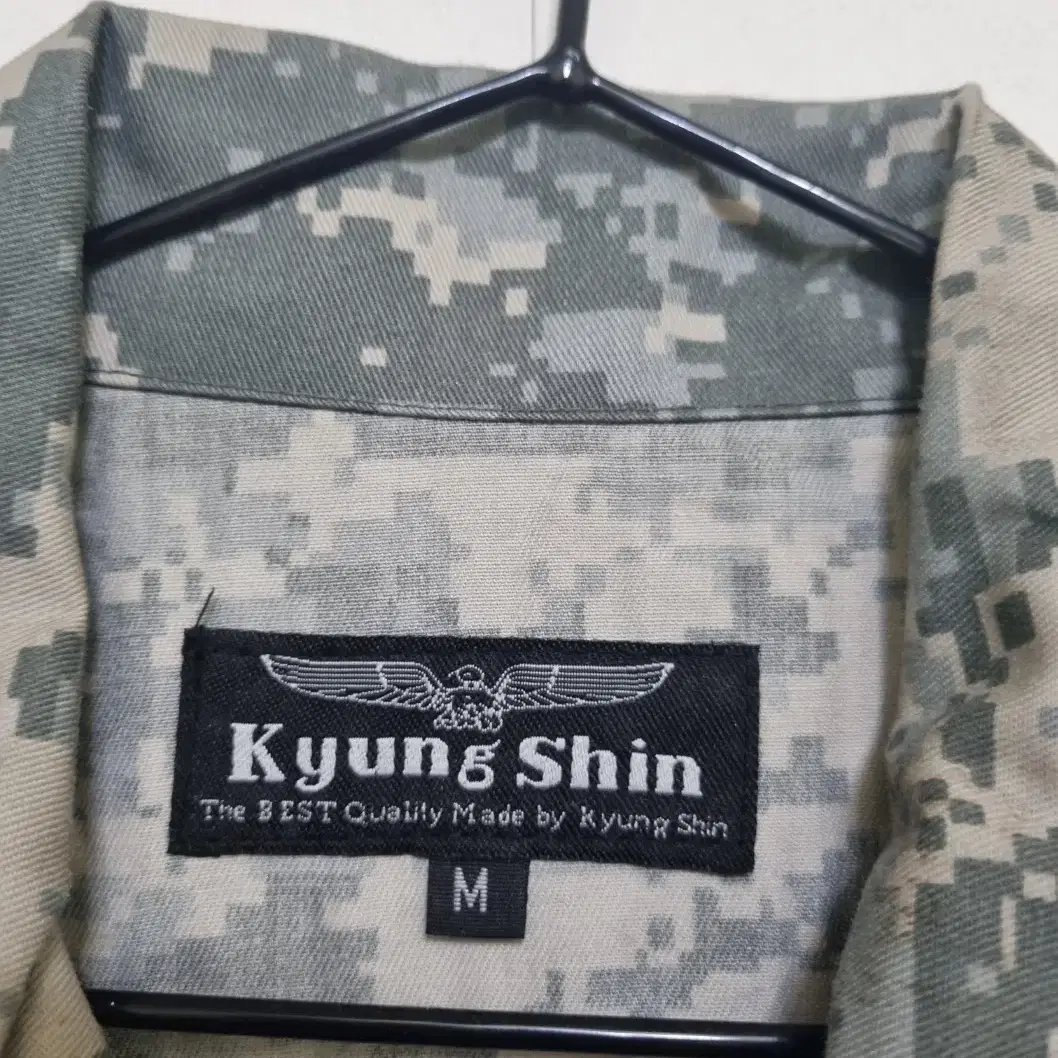 Kyung Shin
The BEST Quality Made by Kyung Shin
M